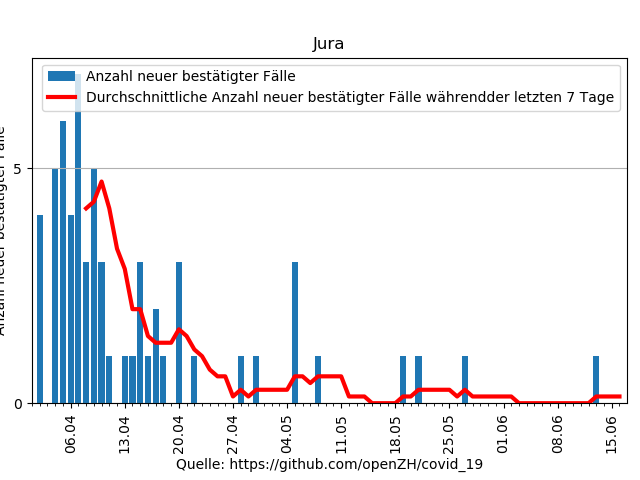 Jura
Anzahl neuer bestätigter Fälle
Durchschnittliche Anzahl neuer bestätigter Fälle währendder letzten 7 Tage
Anzahl neuer bestätigter Fälle
5
0
06.04
13.04
20.04
27.04
04.05
11.05
18.05
25.05
01.06
08.06
15.06
Quelle: https://github.com/openZH/covid_19